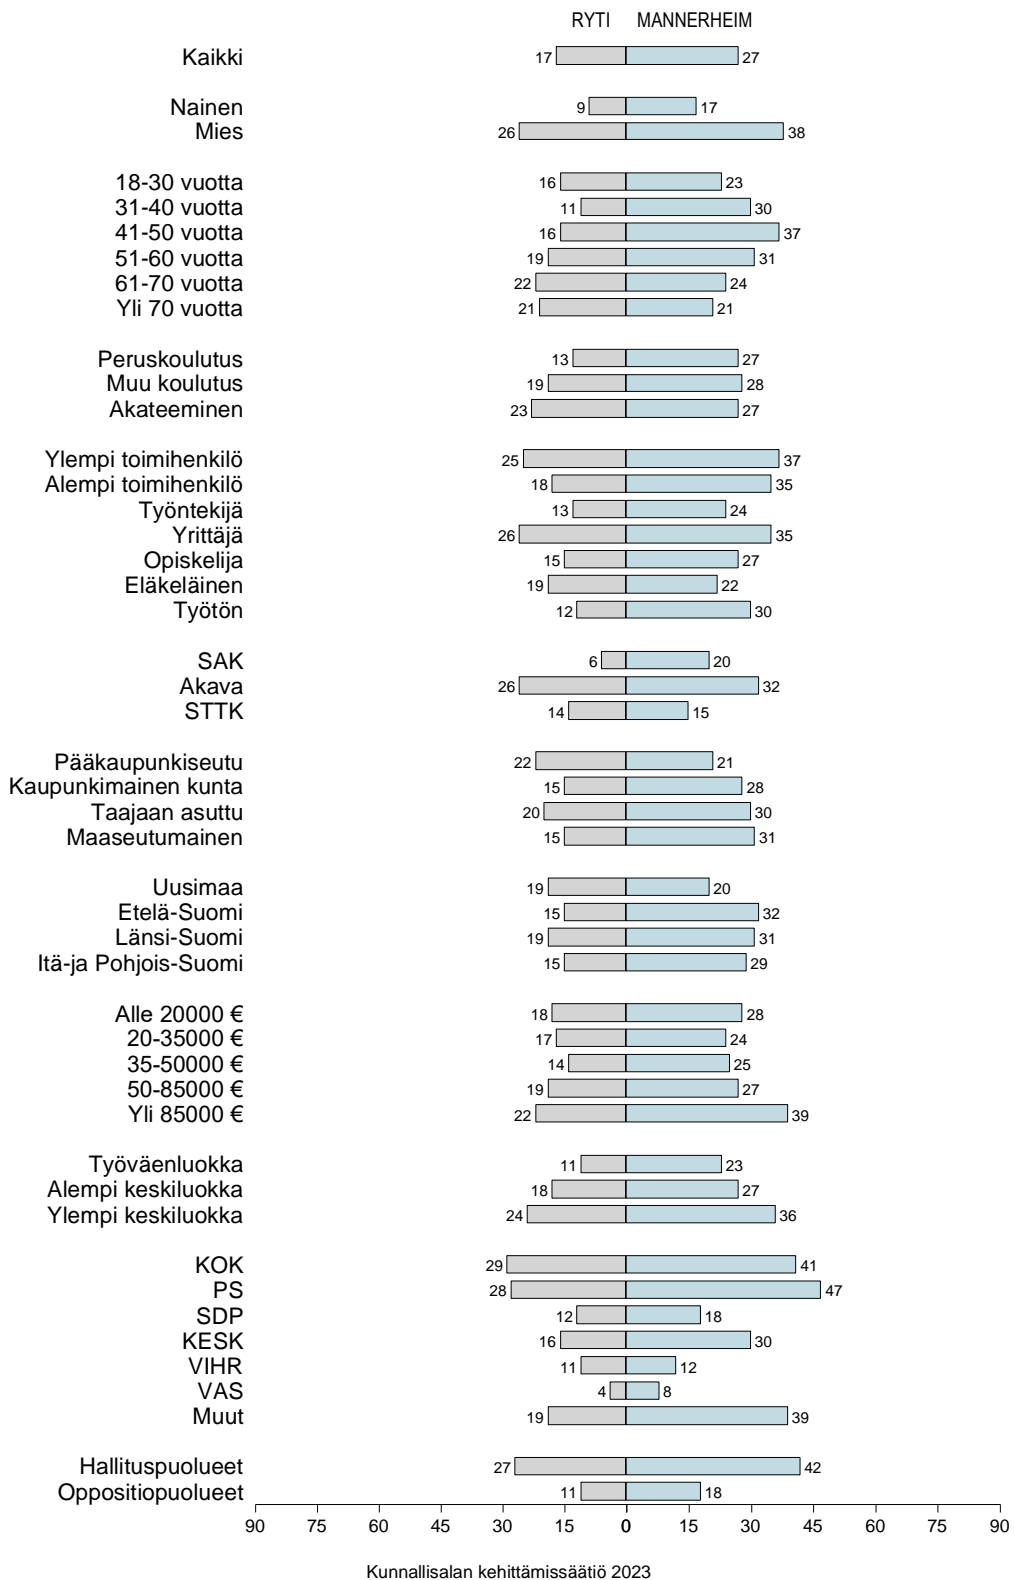 RYTI MANNERHEIM
Kaikki 17 27
Nainen 9 17
Mies 26 38
18-30 vuotta 16 23
31-40 vuotta 11 30
41-50 vuotta 16 37
51-60 vuotta 19 31
61-70 vuotta 22 24
Yli 70 vuotta 21 21
Peruskoulutus 13 27
Muu koulutus 19 28
Akateeminen 23 27
Ylempi toimihenkilö 25 37
Alempi toimihenkilö 18 35
Työntekijä 13 24
Yrittäjä 26 35
Opiskelija 15 27
Eläkeläinen 19 22
Työtön 12 30
SAK 6 20
Akava 26 32
STTK 14 15
Pääkaupunkiseutu 22 21
Kaupunkimainen kunta 15 28
Taajaan asuttu 20 30
Maaseutumainen 15 31
Uusimaa 19 20
Etelä-Suomi 15 32
Länsi-Suomi 19 31
Itä-ja Pohjois-Suomi 15 29
Alle 20000 € 18 28
20-35000 € 17 24
35-50000 € 14 25
50-85000 € 19 27
Yli 85000 € 22 39
Työväenluokka 11 23
Alempi keskiluokka 18 27
Ylempi keskiluokka 24 36
KOK 29 41
PS 28 47
SDP 12 18
KESK 16 30
VIHR 11 12
VAS 4 8
Muut 19 39
Hallituspuolueet 27 42
Oppositiopuolueet 11 18
90 75 60 45 30 15 0 15 30 45 60 75 90
Kunnallisalan kehittämissäätiö 2023